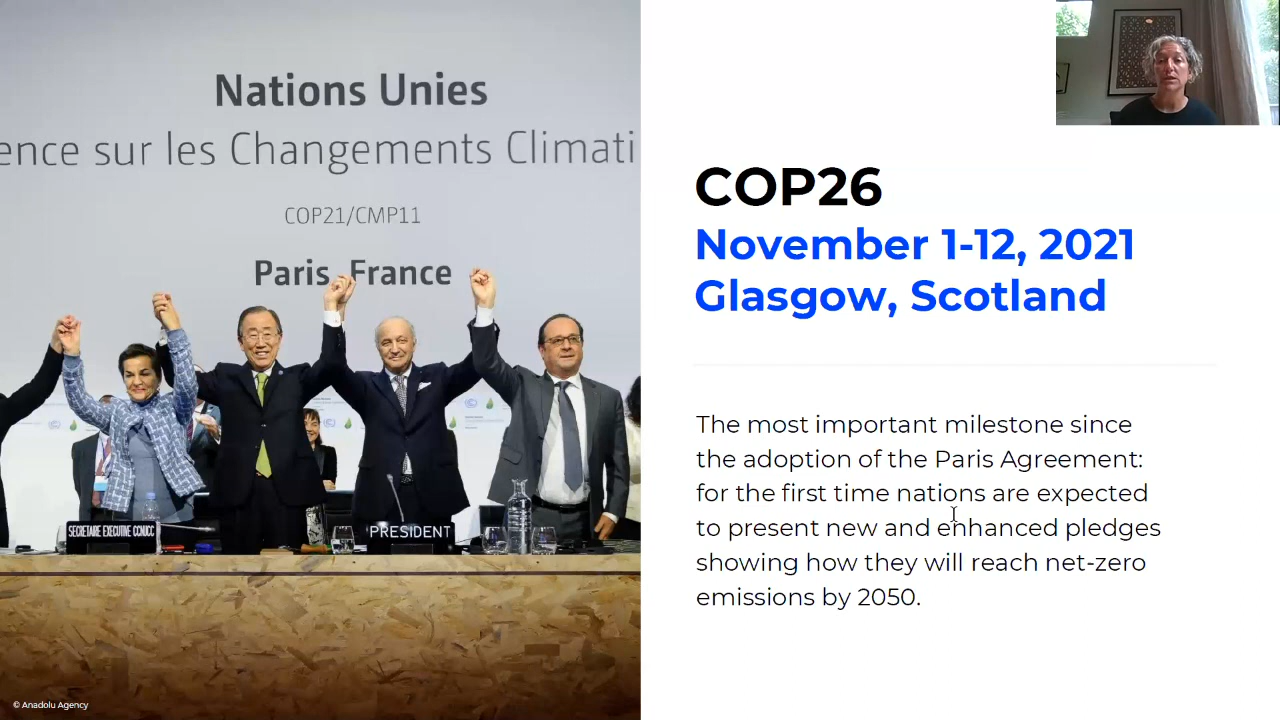 Nations Unies
ence sur les Changements Climati
COP21/CMP11
Paris, France
SECRETAIRE EXECUTIVE CCNUCC
PRESIDENT
© Anadolu Agency
COP26
November 1-12, 2021
Glasgow, Scotland
The most important milestone since
the adoption of the Paris Agreement:
for the first time nations are expected
to present new and enhanced pledges
showing how they will reach net-zero
emissions by 2050.